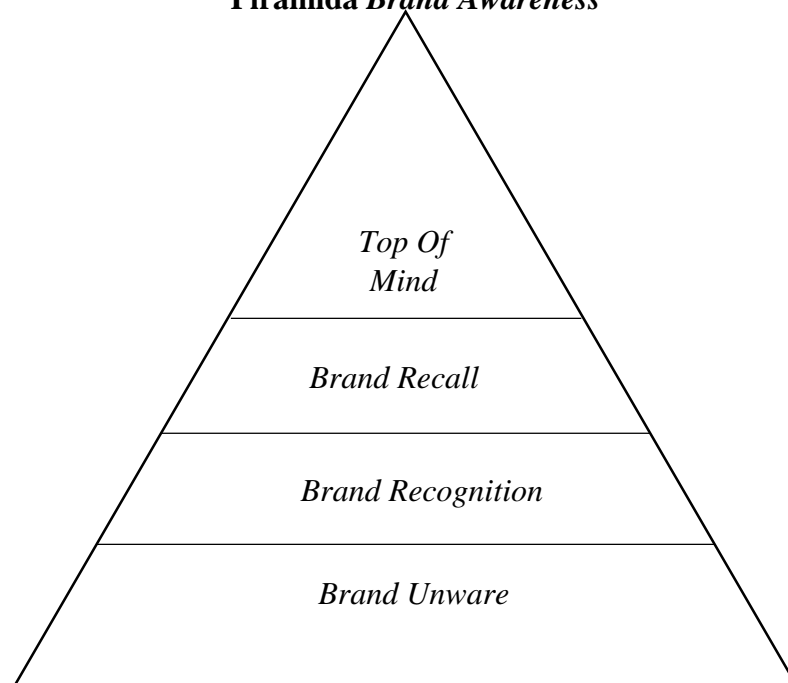 Piramida Brand Awareness
Top Of
Mind
Brand Recall
Brand Recognition
Brand Unware